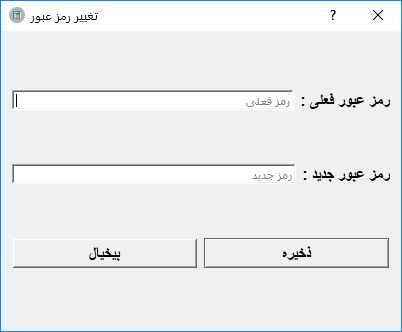 تغییر رمز عبور
?
رمز عبور فعلی :
رمز فعلی
رمز عبور جدید :
رمز جدید
ذخیره
بیخیال